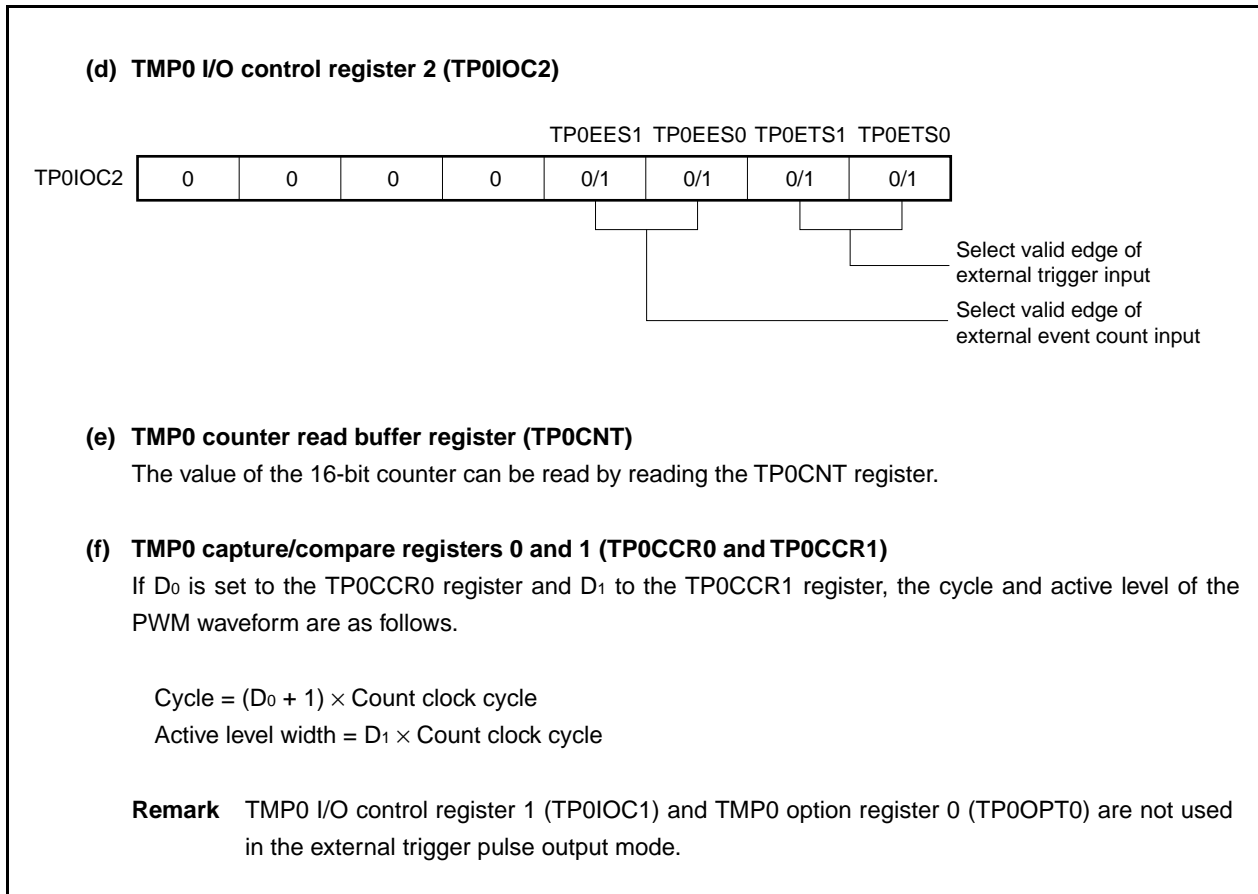 (d) TMP0 I/O control register 2 (TP0IOC2)
TP0EES1 TP0EES0 TP0ETS1 TP0ETS0
TP0IOC2 0 0 0 0 0/1 0/1 0/1 0/1
Select valid edge of
external trigger input
Select valid edge of
external event count input
(e) TMP0 counter read buffer register (TP0CNT)
The value of the 16-bit counter can be read by reading the TP0CNT register.
(f) TMP0 capture/compare registers 0 and 1 (TP0CCR0 and TP0CCR1)
If D0 is set to the TP0CCR0 register and D1 to the TP0CCR1 register, the cycle and active level of the
PWM waveform are as follows.
Cycle = (D0 + 1) × Count clock cycle
Active level width = D1 × Count clock cycle
Remark TMP0 I/O control register 1 (TP0IOC1) and TMP0 option register 0 (TP0OPT0) are not used
in the external trigger pulse output mode.